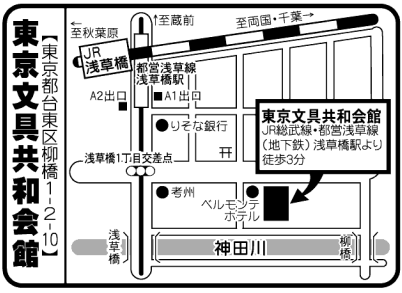 東京文具共和会館
【東京都台東区柳橋1-2-10】
←至秋葉原
↑至蔵前
至両国・千葉→
JR
浅草橋
都営浅草線
浅草橋駅
A2出口
A1出口
りそな銀行
浅草橋1丁目交差点
東京文具共和会館
JR総武線・都営浅草線
(地下鉄)浅草橋駅より
徒歩3分
考州
ベルモンテ
ホテル
浅草橋
神田川
柳橋